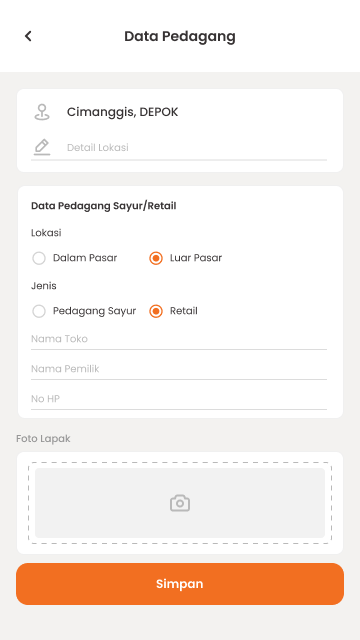 Data Pedagang
Cimanggis, DEPOK
Detail Lokasi
Data Pedagang Sayur/Retail
Lokasi
Dalam Pasar
Luar Pasar
Jenis
Pedagang Sayur
Retail
Nama Toko
Nama Pemilik
No HP
Foto Lapak
Simpan